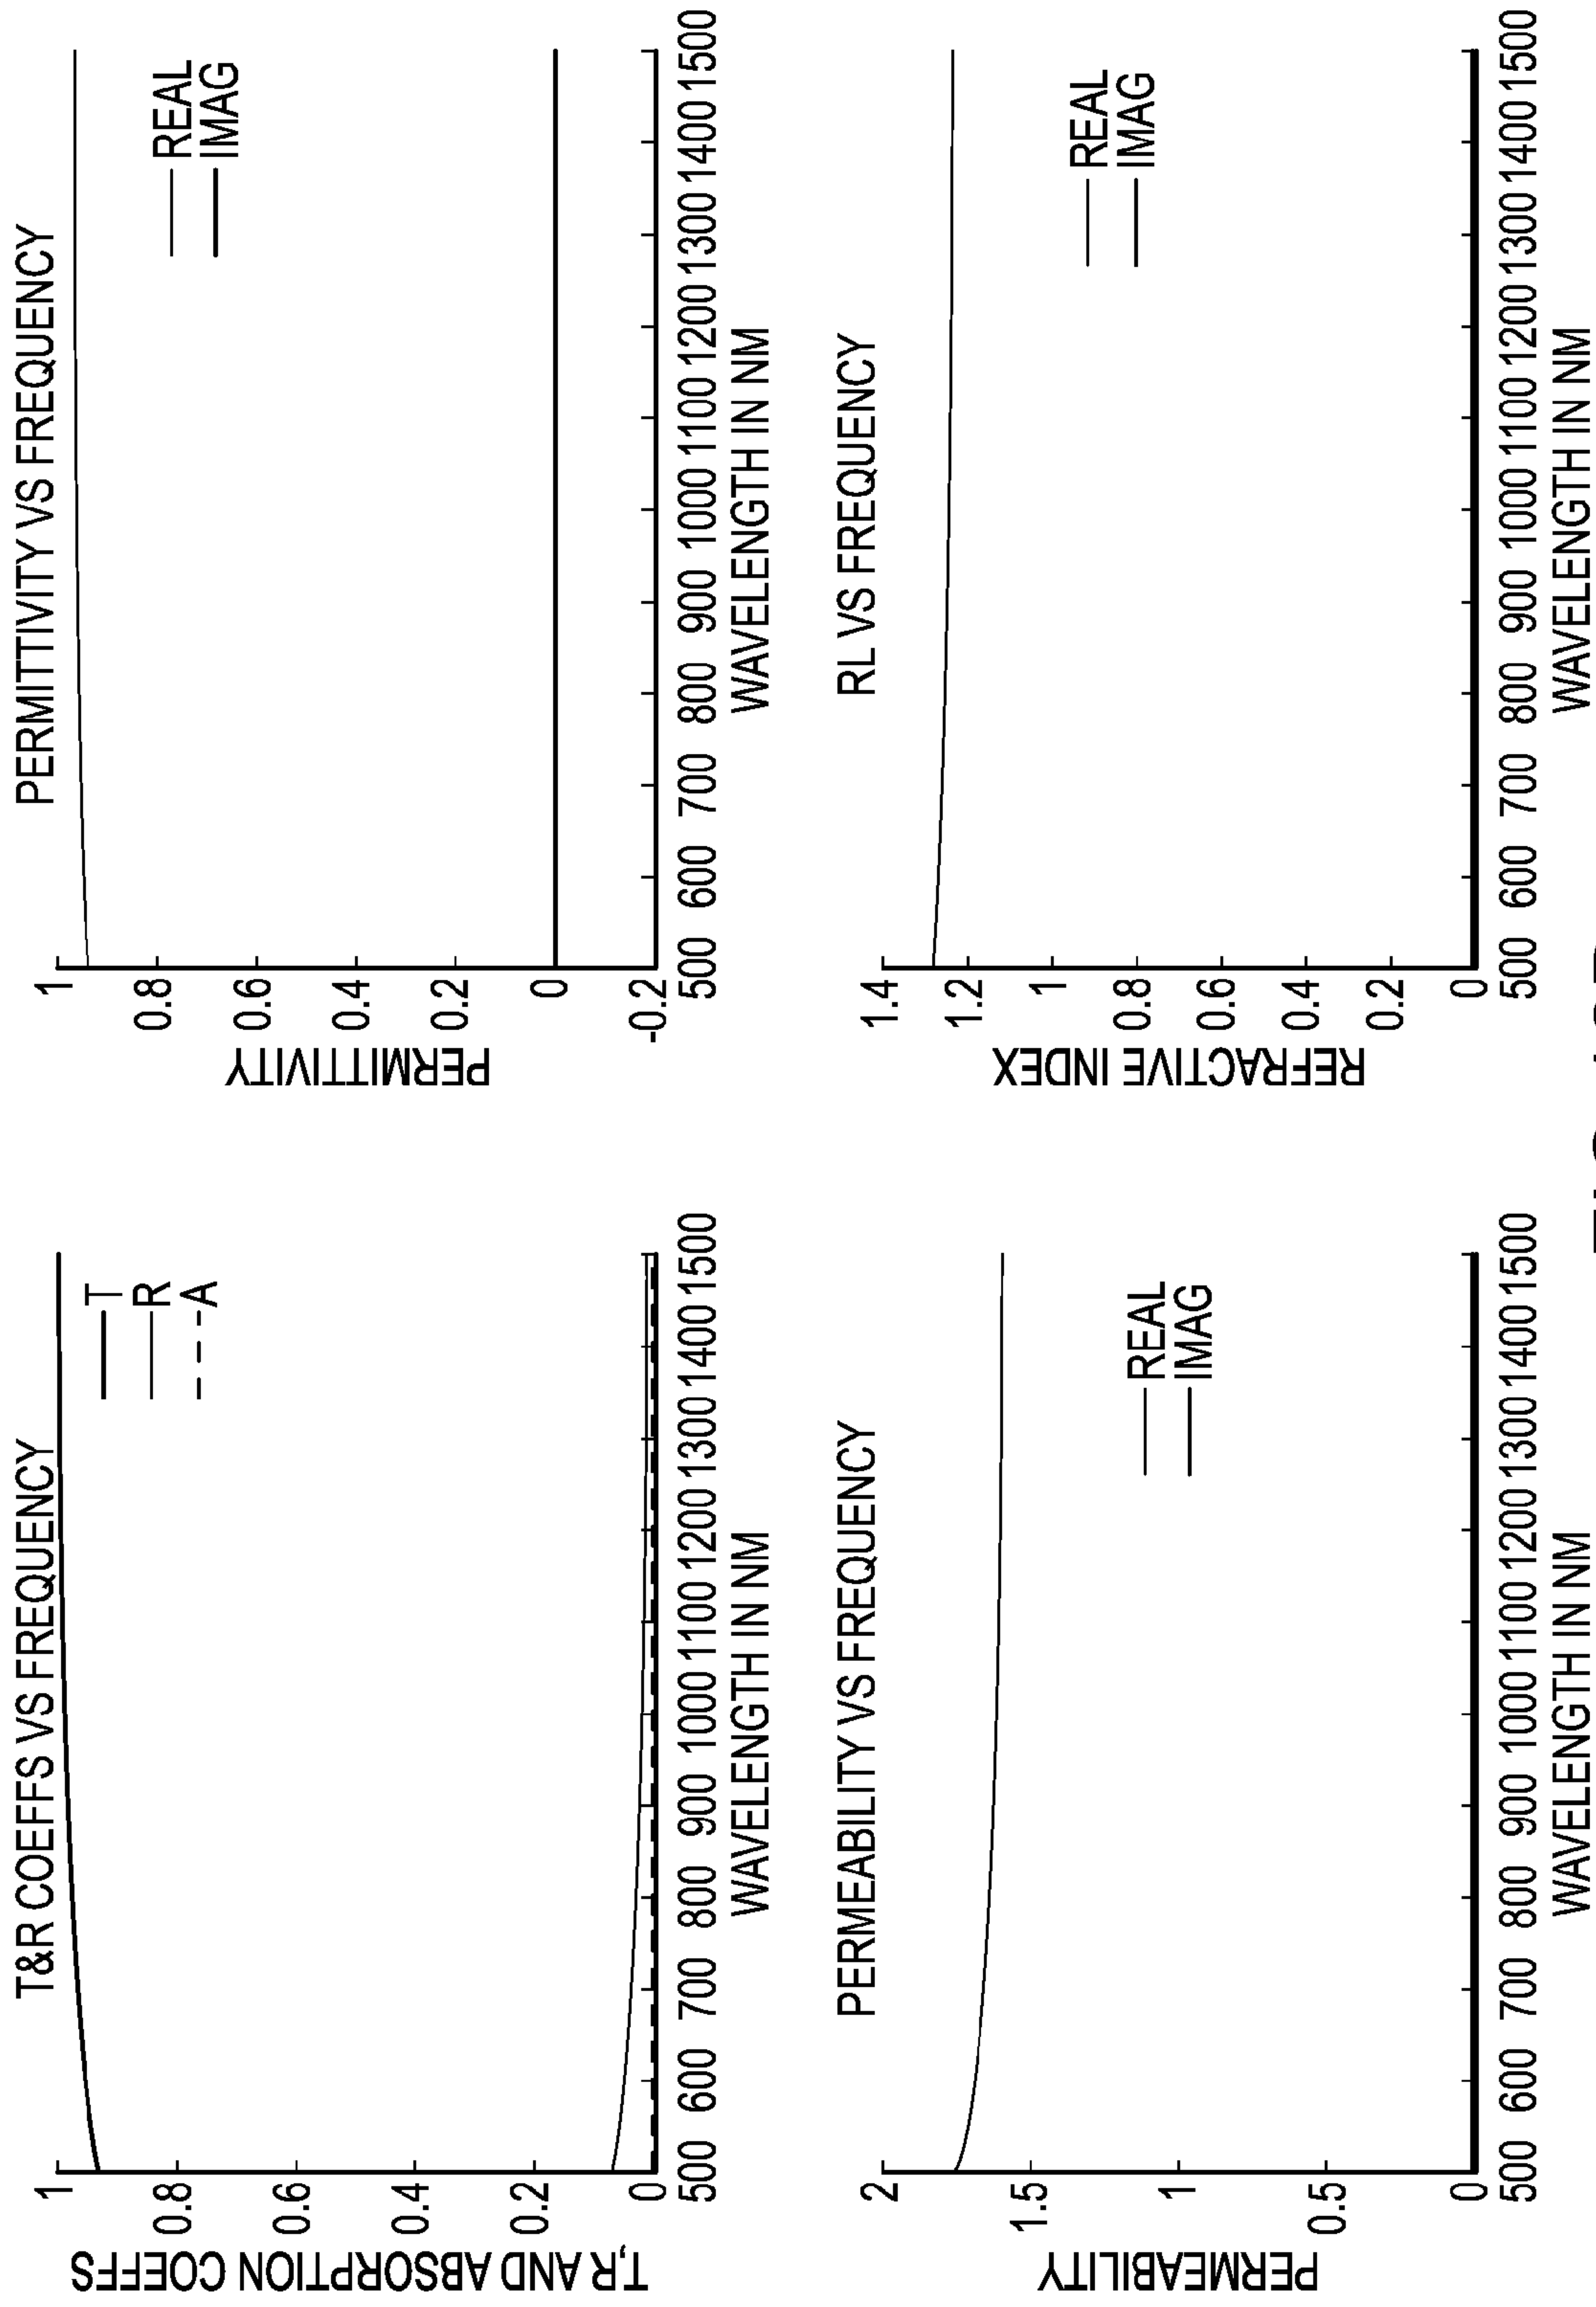 T&R COEFFS VS FREQUENCY
T,R AND ABSORPTION COEFFS
1
0.8
0.6
0.4
0.2
0
T
R
A
500 600 700 800 900 1000 1100 1200 1300 1400 1500
WAVELENGTH IN NM
PERMITTIVITY VS FREQUENCY
PERMITTIVITY
1
0.8
0.6
0.4
0.2
0
-0.2
REAL
IMAG
500 600 700 800 900 1000 1100 1200 1300 1400 1500
WAVELENGTH IN NM
PERMEABILITY VS FREQUENCY
PERMEABILITY
2
1.5
1
0.5
0
REAL
IMAG
500 600 700 800 900 1000 1100 1200 1300 1400 1500
WAVELENGTH IN NM
RL VS FREQUENCY
REFRACTIVE INDEX
1.4
1.2
1
0.8
0.6
0.4
0.2
0
REAL
IMAG
500 600 700 800 900 1000 1100 1200 1300 1400 1500
WAVELENGTH IN NM